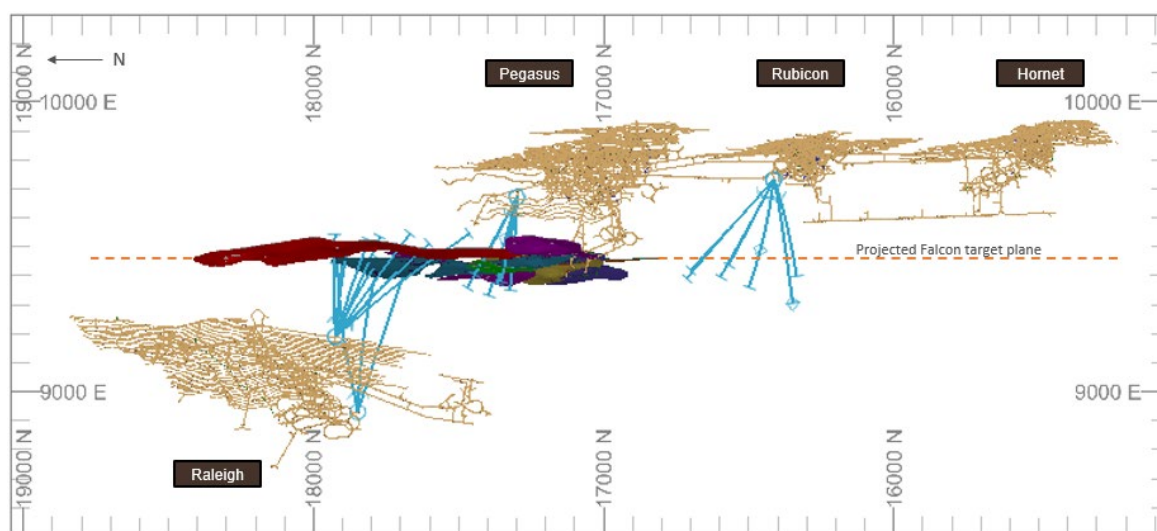 19000 N
18000 N
17000 N
16000 N
N
Pegasus
Rubicon
Hornet
10000 E
10000 E
Projected Falcon target plane
9000 E
9000 E
Raleigh
19000 N
18000 N
17000 N
16000 N